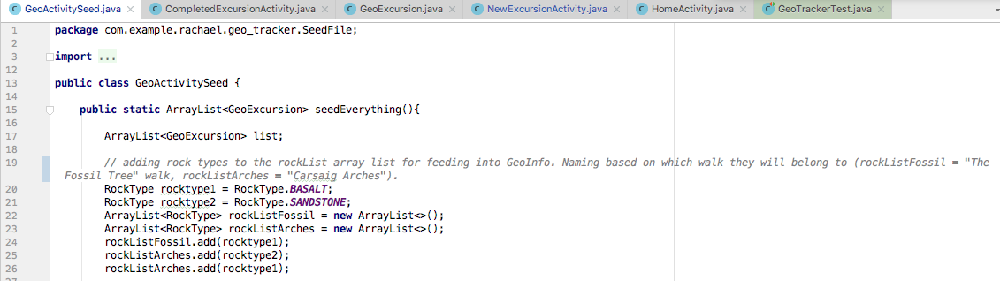 GeoActivitySeed.java CompletedExcursionActivity.java GeoExcursion.java NewExcursionActivity.java HomeActivity.java GeoTrackerTest.java
1 package com.example.rachael.geo_tracker.SeedFile;
2
3 import ...
12
13 public class GeoActivitySeed {
14
15 public static ArrayList<GeoExcursion> seedEverything(){
16
17 ArrayList<GeoExcursion> list;
18
19 // adding rock types to the rockList array list for feeding into GeoInfo. Naming based on which walk they will belong to (rockListFossil = "The
Fossil Tree" walk, rockListArches = "Carsaig Arches").
20 RockType rocktype1 = RockType.BASALT;
21 RockType rocktype2 = RockType.SANDSTONE;
22 ArrayList<RockType> rockListFossil = new ArrayList<>();
23 ArrayList<RockType> rockListArches = new ArrayList<>();
24 rockListFossil.add(rocktype1);
25 rockListArches.add(rocktype2);
26 rockListArches.add(rocktype1);